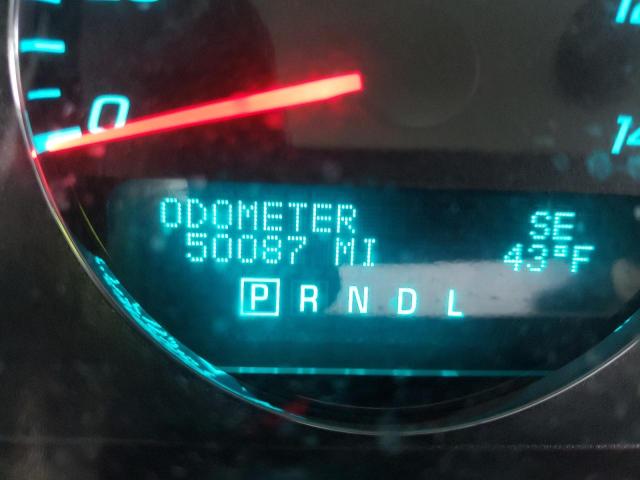 0
ODOMETER SE
50087 MI 43°F
P R N D L